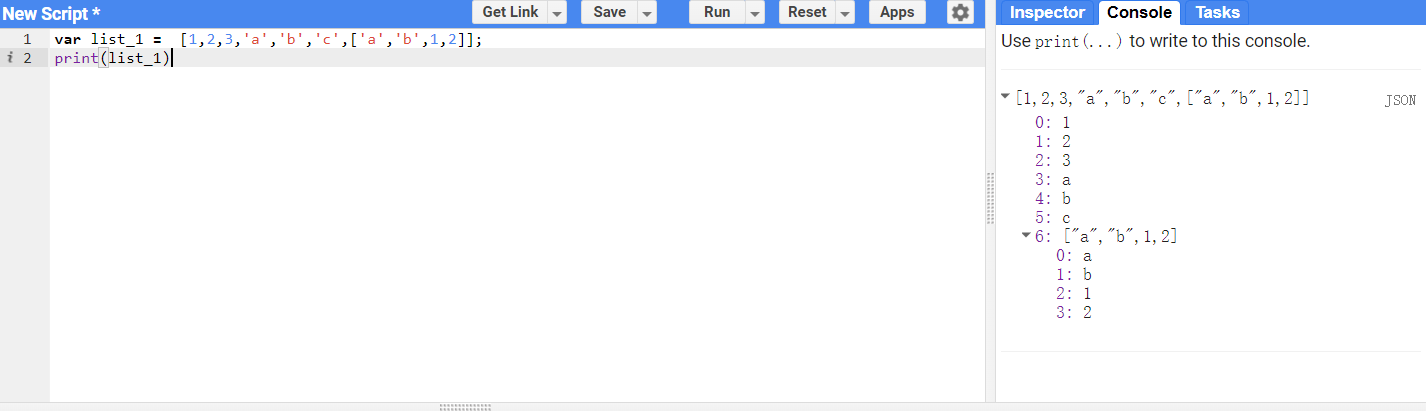 New Script *
Get Link
Save
Run
Reset
Apps
Inspector
Console
Tasks
1 var list_1 =  [1,2,3,'a','b','c',['a','b',1,2]];
i 2 print(list_1)
Use print(...) to write to this console.
[1,2,3,"a","b","c",["a","b",1,2]]
JSON
0: 1
1: 2
2: 3
3: a
4: b
5: c
6: ["a","b",1,2]
0: a
1: b
2: 1
3: 2